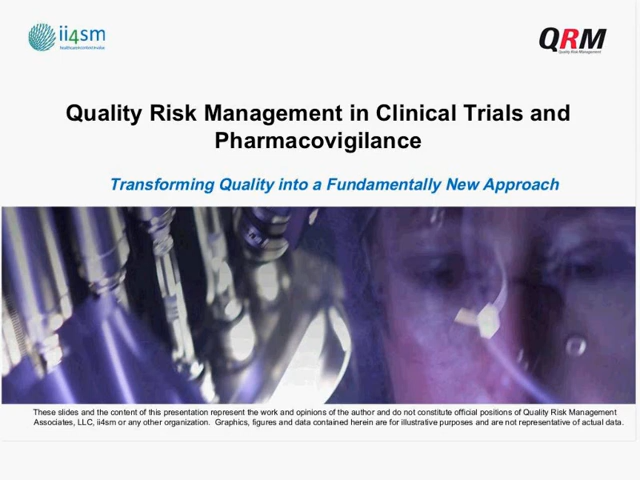 ii4sm
QRM
Quality Risk Management
Quality Risk Management in Clinical Trials and
Pharmacovigilance
Transforming Quality into a Fundamentally New Approach
These slides and the content of this presentation represent the work and opinions of the author and do not constitute official positions of Quality Risk Management
Associates, LLC, ii4sm or any other organization. Graphics, figures and data contained herein are for illustrative purposes and are not representative of actual data.